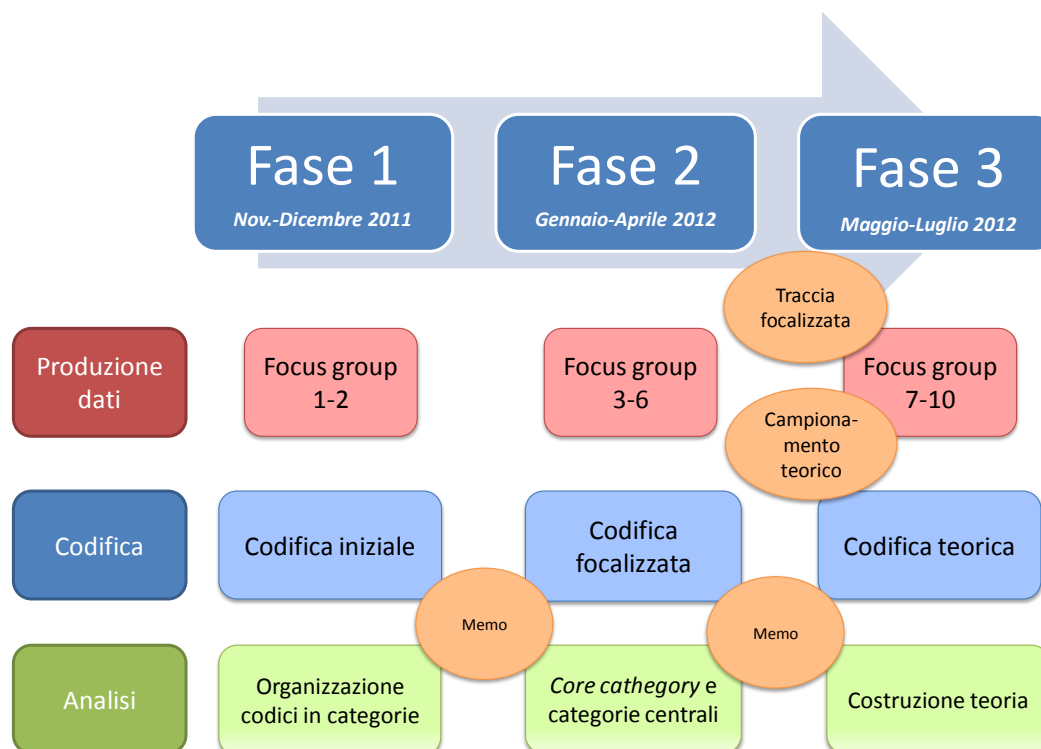 Fase 1
Nov.-Dicembre 2011
Fase 2
Gennaio-Aprile 2012
Fase 3
Maggio-Luglio 2012
Traccia
focalizzata
Produzione
dati
Focus group
1-2
Focus group
3-6
Focus group
7-10
Campiona-
mento
teorico
Codifica
Codifica iniziale
Codifica
focalizzata
Codifica teorica
Memo
Memo
Analisi
Organizzazione
codici in categorie
Core cathegory e
categorie centrali
Costruzione teoria